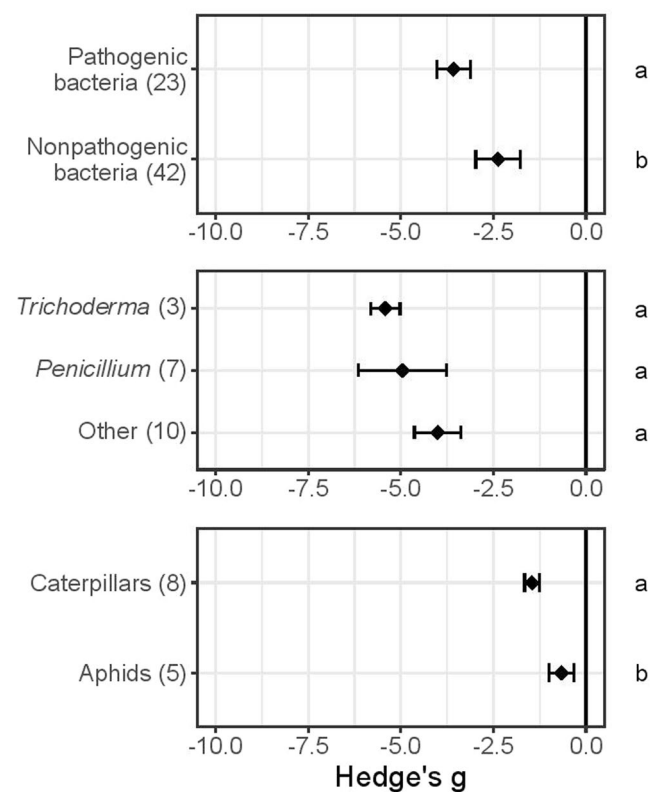 Pathogenic
bacteria (23)
a
Nonpathogenic
bacteria (42)
b
-10.0 -7.5 -5.0 -2.5 0.0
Trichoderma (3)
a
Penicillium (7)
a
Other (10)
a
-10.0 -7.5 -5.0 -2.5 0.0
Caterpillars (8)
a
Aphids (5)
b
-10.0 -7.5 -5.0 -2.5 0.0
Hedge's g